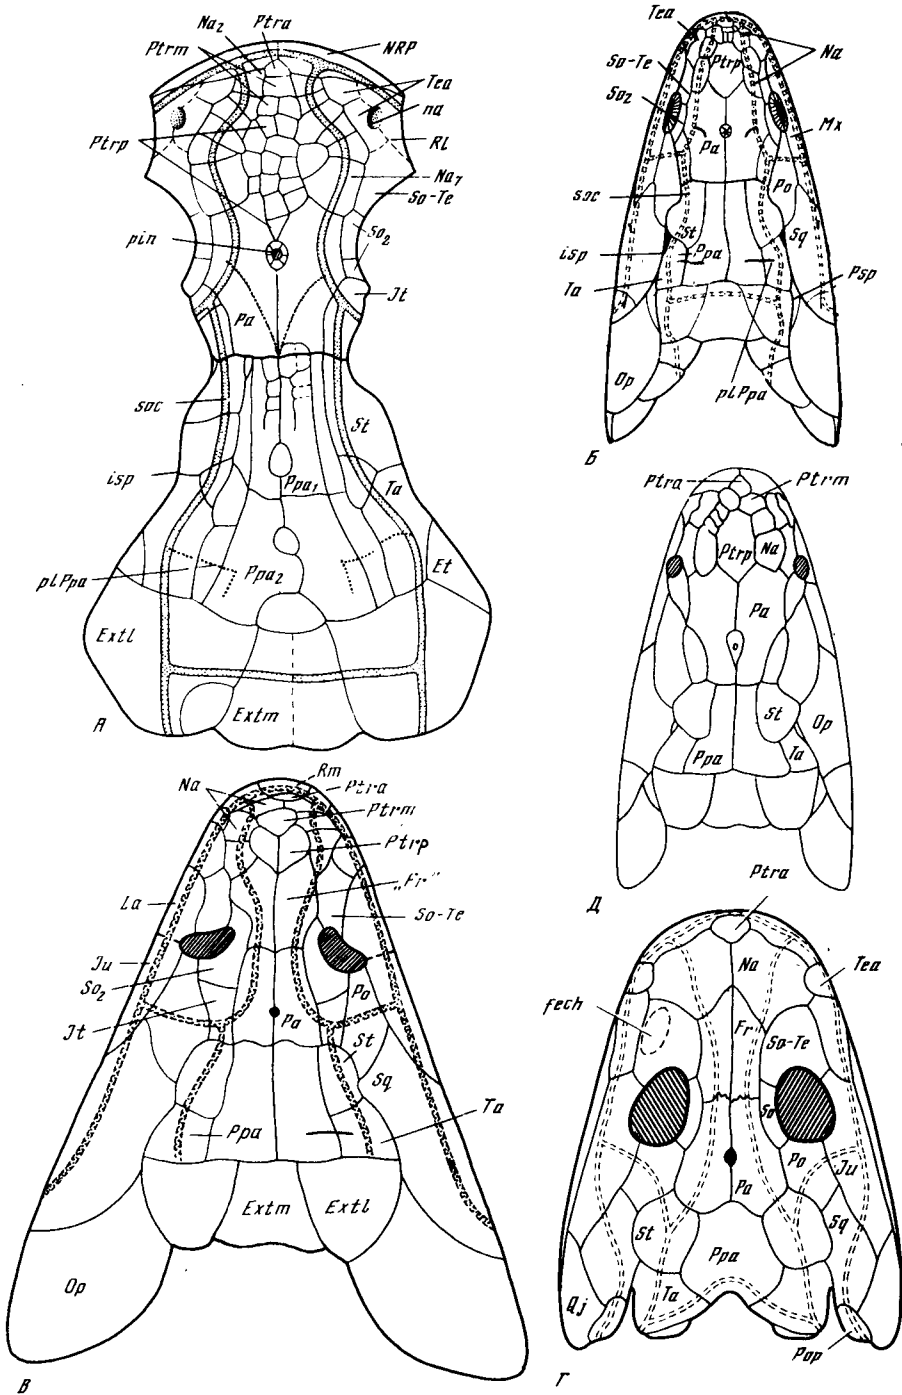 Na₂ Ptra
Ptrm NRP
Tea
na
Ptrp RL
Na₇
So-Te
So₂
pin
Jt
Pa
soc
St
isp
Ppa₁ Ta
plPpa Ppa₂ Et
Extl
Extm
А
Tea Na
Ptrp
So-Te
So₂
Pa Mx
Po
soc
St Sq
isp Ppa
Ta Psp
Op
plPpa
Б
Ptra Ptrm
Ptrp Na
Pa
St Op
Ppa Ta
Д
Rm
Na Ptra
Ptrm
Ptrp
„Fr“
La So-Te
Ju
So₂ Po
Jt Pa
St
Sq
Ta
Ppa
Extm Extl
Op
В
Ptra
Na Tea
fech
Fr So-Te
So
Po
Ju
Pa
St Sq
Ppa
Qj Ta
Pop
Г